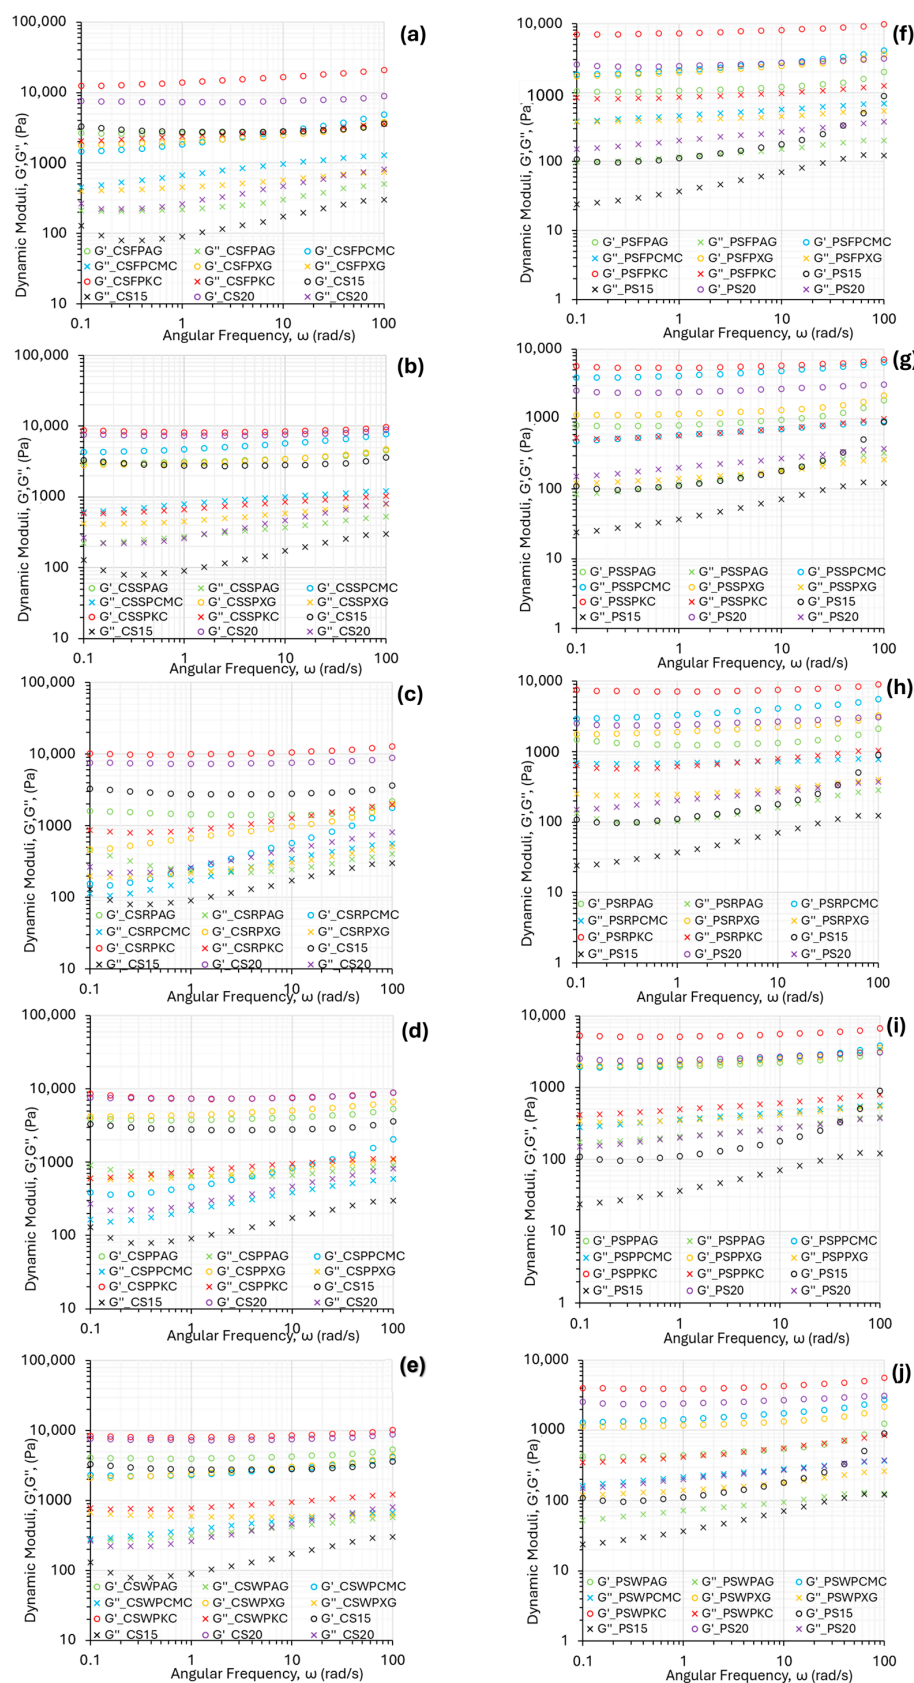 (a)
Dynamic Moduli, G',G'', (Pa)
100,000
10,000
1000
100
10
G'_CSFPAG G''_CSFPAG G'_CSFPCMC
G''_CSFPCMC G'_CSFPXG G''_CSFPXG
G'_CSFPKC G''_CSFPKC G'_CS15
G''_CS15 G'_CS20 G''_CS20
0.1 1 10 100
Angular Frequency, ω (rad/s)
(b)
Dynamic Moduli, G',G'', (Pa)
100,000
10,000
1000
100
10
G'_CSSPAG G''_CSSPAG G'_CSSPCMC
G''_CSSPCMC G'_CSSPXG G''_CSSPXG
G'_CSSPKC G''_CSSPKC G'_CS15
G''_CS15 G'_CS20 G''_CS20
0.1 1 10 100
Angular Frequency, ω (rad/s)
(c)
Dynamic Moduli, G',G'', (Pa)
100,000
10,000
1000
100
10
G'_CSRPAG G''_CSRPAG G'_CSRPCMC
G''_CSRPCMC G'_CSRPXG G''_CSRPXG
G'_CSRPKC G''_CSRPKC G'_CS15
G''_CS15 G'_CS20 G''_CS20
0.1 1 10 100
Angular Frequency, ω (rad/s)
(d)
Dynamic Moduli, G',G'', (Pa)
100,000
10,000
1000
100
10
G'_CSPPAG G''_CSPPAG G'_CSPPCMC
G''_CSPPCMC G'_CSPPXG G''_CSPPXG
G'_CSPPKC G''_CSPPKC G'_CS15
G''_CS15 G'_CS20 G''_CS20
0.1 1 10 100
Angular Frequency, ω (rad/s)
(e)
Dynamic Moduli, G',G'', (Pa)
100,000
10,000
1000
100
10
G'_CSWPAG G''_CSWPAG G'_CSWPCMC
G''_CSWPCMC G'_CSWPXG G''_CSWPXG
G'_CSWPKC G''_CSWPKC G'_CS15
G''_CS15 G'_CS20 G''_CS20
0.1 1 10 100
Angular Frequency, ω (rad/s)
(f)
Dynamic Moduli, G',G'', (Pa)
10,000
1000
100
10
1
G'_PSFPAG G''_PSFPAG G'_PSFPCMC
G''_PSFPCMC G'_PSFPXG G''_PSFPXG
G'_PSFPKC G''_PSFPKC G'_PS15
G''_PS15 G'_PS20 G''_PS20
0.1 1 10 100
Angular Frequency, ω (rad/s)
(g)
Dynamic Moduli, G',G'', (Pa)
10,000
1000
100
10
1
G'_PSSPAG G''_PSSPAG G'_PSSPCMC
G''_PSSPCMC G'_PSSPXG G''_PSSPXG
G'_PSSPKC G''_PSSPKC G'_PS15
G''_PS15 G'_PS20 G''_PS20
0.1 1 10 100
Angular Frequency, ω (rad/s)
(h)
Dynamic Moduli, G',G'', (Pa)
10,000
1000
100
10
1
G'_PSRPAG G''_PSRPAG G'_PSRPCMC
G''_PSRPCMC G'_PSRPXG G''_PSRPXG
G'_PSRPKC G''_PSRPKC G'_PS15
G''_PS15 G'_PS20 G''_PS20
0.1 1 10 100
Angular Frequency, ω (rad/s)
(i)
Dynamic Moduli, G',G'', (Pa)
10,000
1000
100
10
1
G'_PSPPAG G''_PSPPAG G'_PSPPCMC
G''_PSPPCMC G'_PSPPXG G''_PSPPXG
G'_PSPPKC G''_PSPPKC G'_PS15
G''_PS15 G'_PS20 G''_PS20
0.1 1 10 100
Angular Frequency, ω (rad/s)
(j)
Dynamic Moduli, G',G'', (Pa)
10,000
1000
100
10
1
G'_PSWPAG G''_PSWPAG G'_PSWPCMC
G''_PSWPCMC G'_PSWPXG G''_PSWPXG
G'_PSWPKC G''_PSWPKC G'_PS15
G''_PS15 G'_PS20 G''_PS20
0.1 1 10 100
Angular Frequency, ω (rad/s)